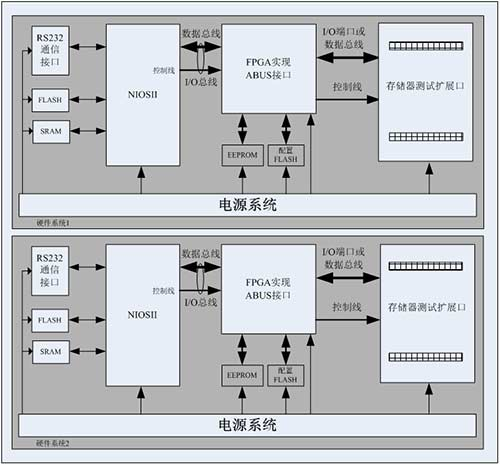 RS232
通信
接口
FLASH
SRAM
NIOSII
数据总线
控制线
I/O总线
FPGA实现
ABUS接口
EEPROM
配置
FLASH
I/O端口或
数据总线
控制线
存储器测试扩展口
电源系统
硬件系统1
RS232
通信
接口
FLASH
SRAM
NIOSII
数据总线
控制线
I/O总线
FPGA实现
ABUS接口
EEPROM
配置
FLASH
I/O端口或
数据总线
控制线
存储器测试扩展口
电源系统
硬件系统2